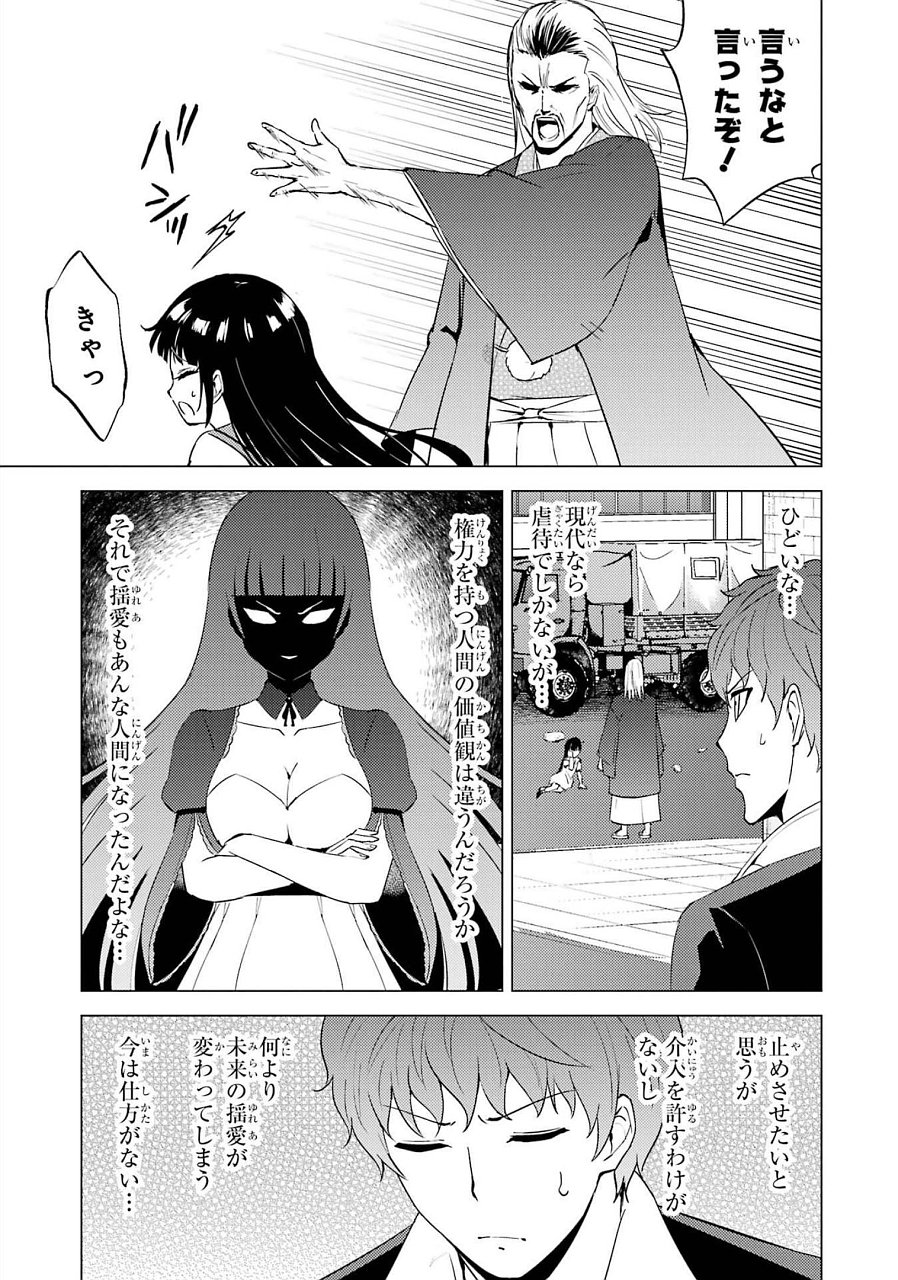 言うなと
言ったぞ！
バシッ
きゃっ
ひどいな…
現代なら
虐待でしかないが…
権力を持つ人間の価値観は違うんだろうか
それで揺愛もあんな人間になったんだよな…
止めさせたいと
思うが
介入を許すわけが
ないし
何より
未来の揺愛が
変わってしまう
今は仕方がない…